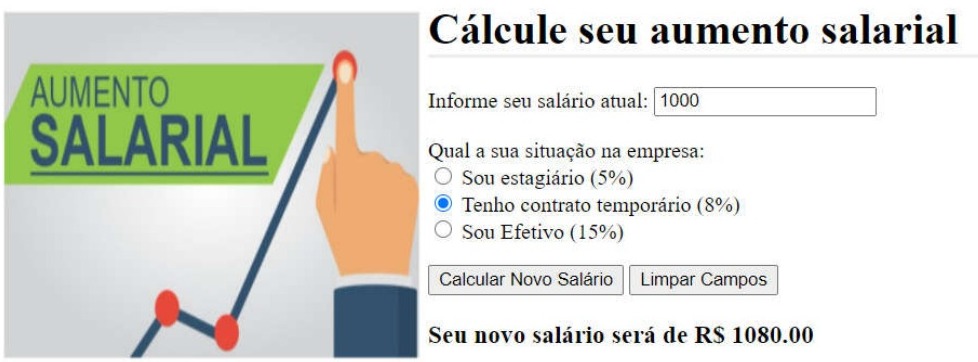 AUMENTO
SALARIAL
Cálcule seu aumento salarial
Informe seu salário atual: 1000
Qual a sua situação na empresa:
Sou estagiário (5%)
Tenho contrato temporário (8%)
Sou Efetivo (15%)
Calcular Novo Salário Limpar Campos
Seu novo salário será de R$ 1080.00